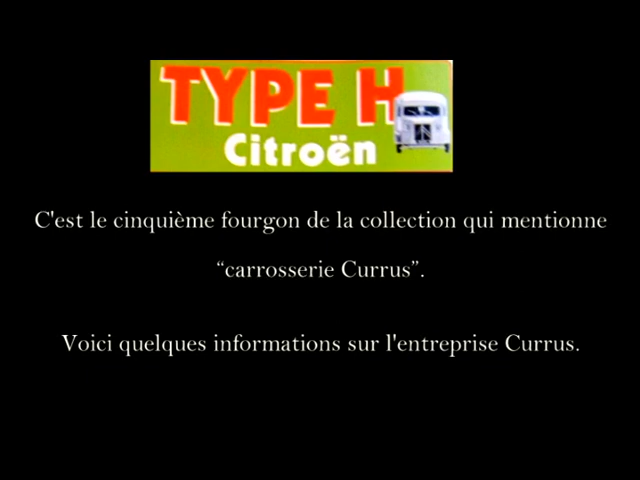 TYPE H
Citroën
C'est le cinquième fourgon de la collection qui mentionne
“carrosserie Currus”.
Voici quelques informations sur l'entreprise Currus.